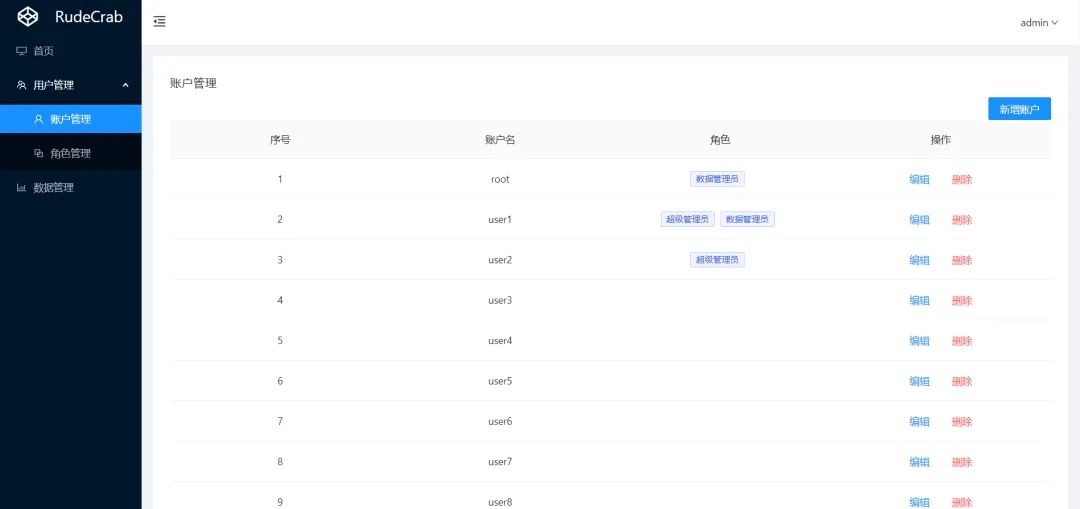 RudeCrab
admin
首页
用户管理
账户管理
角色管理
数据管理
账户管理
新增账户
序号 账户名 角色 操作
1 root 数据管理员 编辑 删除
2 user1 超级管理员 数据管理员 编辑 删除
3 user2 超级管理员 编辑 删除
4 user3 编辑 删除
5 user4 编辑 删除
6 user5 编辑 删除
7 user6 编辑 删除
8 user7 编辑 删除
9 user8 编辑 删除